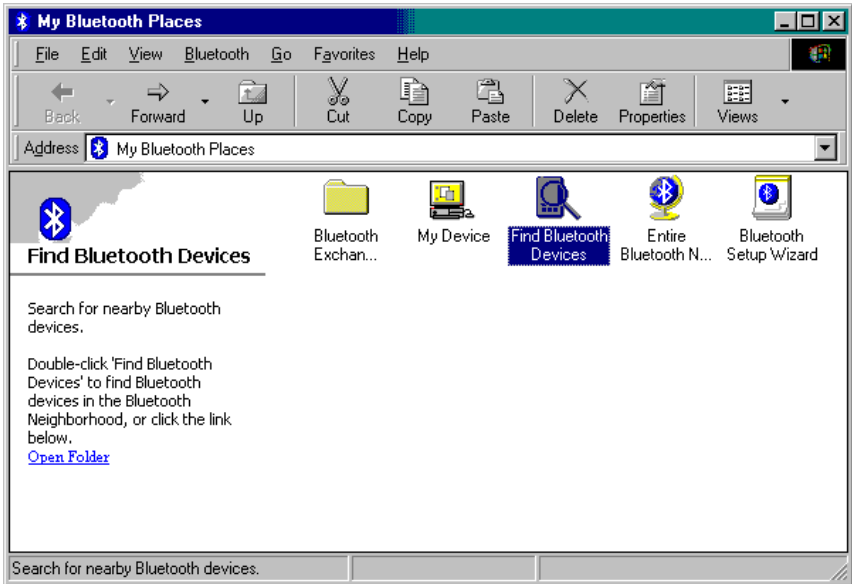 My Bluetooth Places
File Edit View Bluetooth Go Favorites Help
Back Forward Up Cut Copy Paste Delete Properties Views
Address My Bluetooth Places
Find Bluetooth Devices
Search for nearby Bluetooth
devices.
Double-click 'Find Bluetooth
Devices' to find Bluetooth
devices in the Bluetooth
Neighborhood, or click the link
below.
Open Folder
Bluetooth
Exchan...
My Device
Find Bluetooth
Devices
Entire
Bluetooth N...
Bluetooth
Setup Wizard
Search for nearby Bluetooth devices.